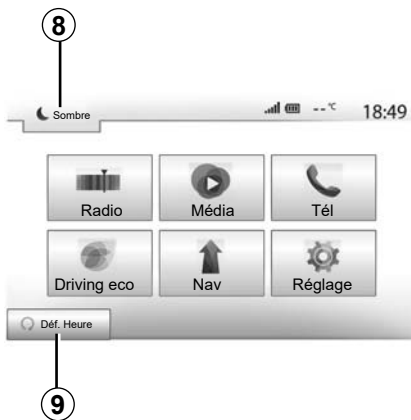 8
Sombre
--°C 18:49
Radio Média Tél
Driving eco Nav Réglage
Déf. Heure
9